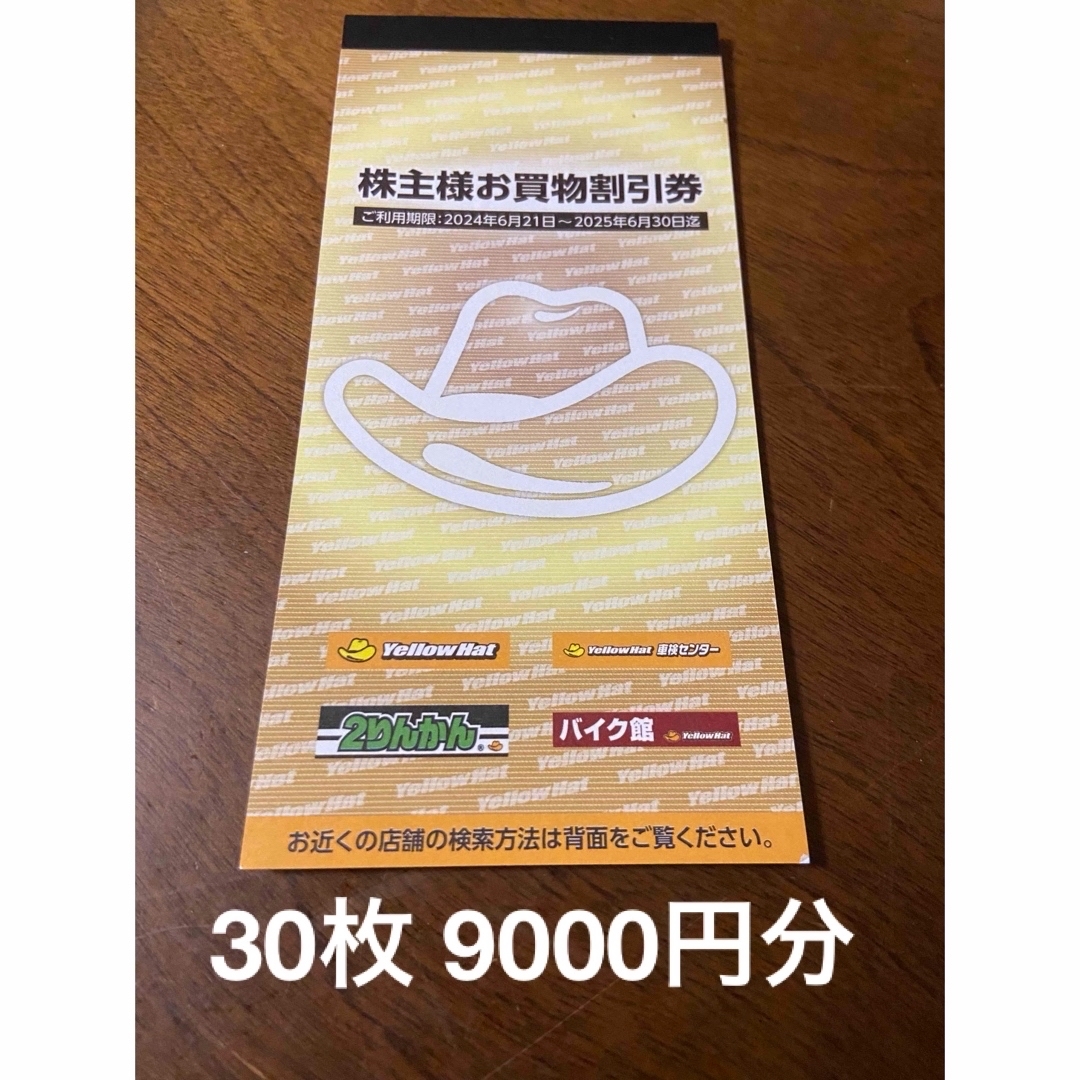 株主様お買物割引券
ご利用期限：2024年6月21日～2025年6月30日迄
YellowHat
YellowHat 車検センター
2りんかん®
バイク館 YellowHat
お近くの店舗の検索方法は背面をご覧ください。
30枚 9000円分